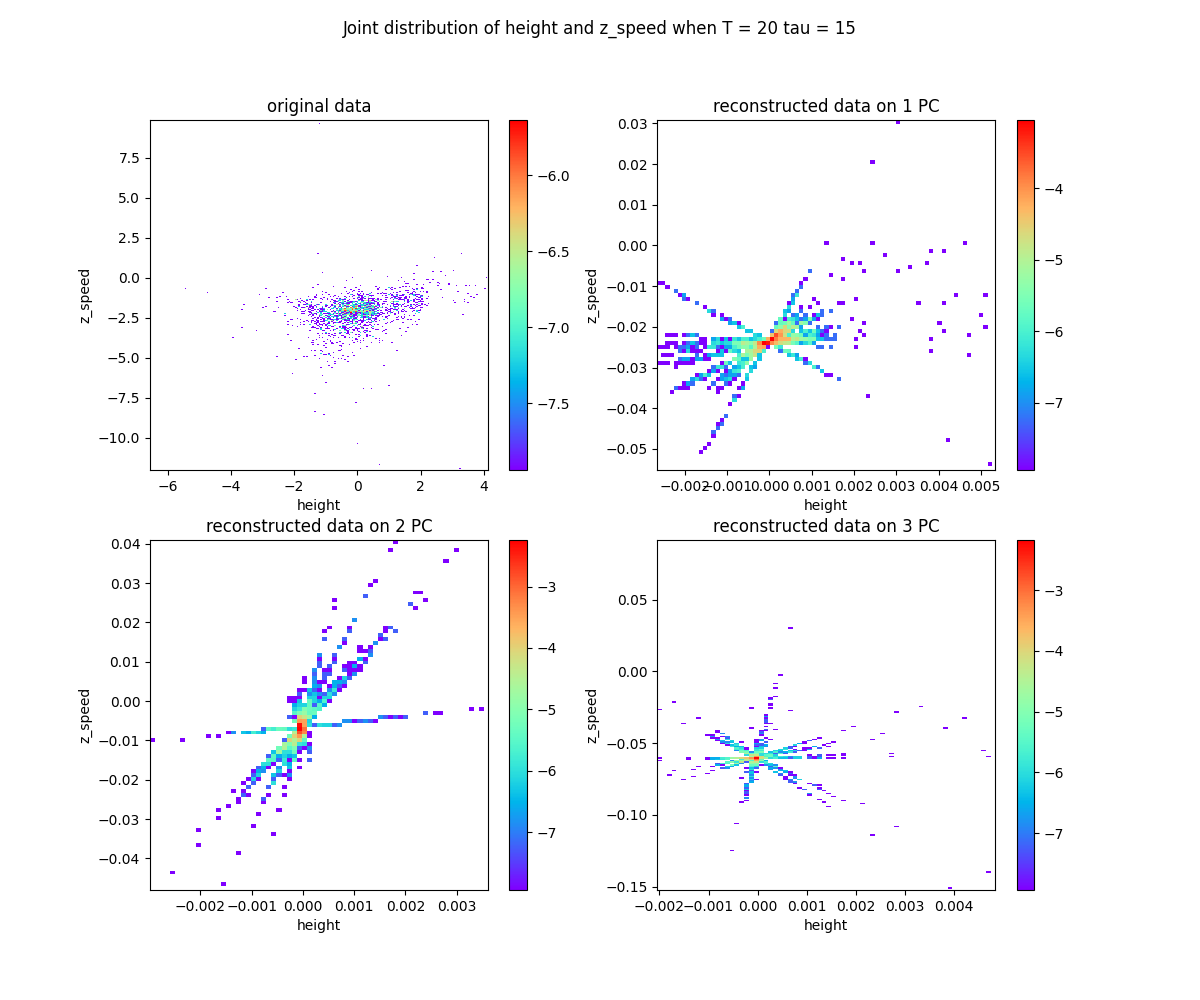 Joint distribution of height and z_speed when T = 20 tau = 15
original data
7.5
5.0
2.5
0.0
−2.5
−5.0
−7.5
−10.0
z_speed
−6 −4 −2 0 2 4
height
−6.0
−6.5
−7.0
−7.5
reconstructed data on 1 PC
0.03
0.02
0.01
0.00
−0.01
−0.02
−0.03
−0.04
−0.05
z_speed
−0.002 −0.001 0.000 0.001 0.002 0.003 0.004 0.005
height
−4
−5
−6
−7
reconstructed data on 2 PC
0.04
0.03
0.02
0.01
0.00
−0.01
−0.02
−0.03
−0.04
z_speed
−0.002 −0.001 0.000 0.001 0.002 0.003
height
−3
−4
−5
−6
−7
reconstructed data on 3 PC
0.05
0.00
−0.05
−0.10
−0.15
z_speed
−0.002 −0.001 0.000 0.001 0.002 0.003 0.004
height
−3
−4
−5
−6
−7